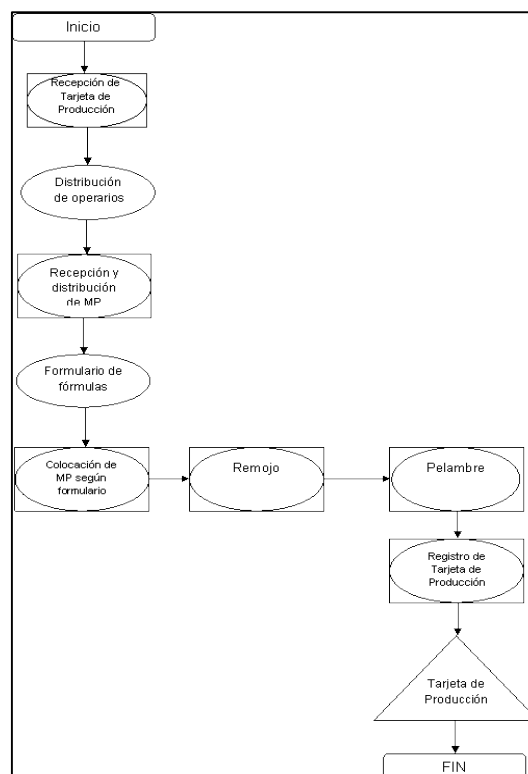 Inicio
Recepción de
Tarjeta de
Producción
Distribución
de operarios
Recepción y
distribución
de MP
Formulario de
fórmulas
Colocación de
MP según
formulario
Remojo
Pelambre
Registro de
Tarjeta de
Producción
Tarjeta de
Producción
FIN